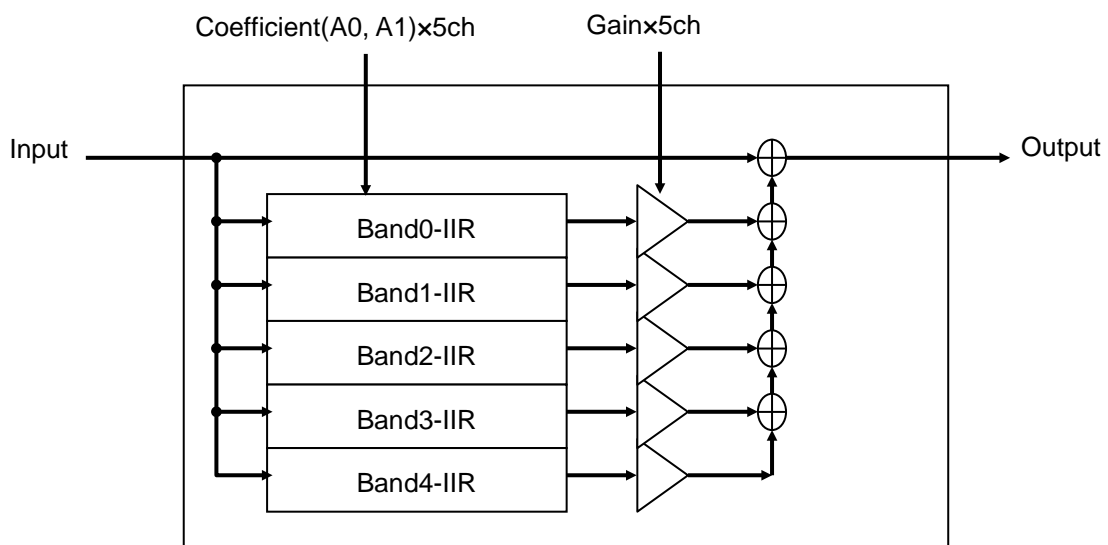 Coefficient(A0, A1)×5ch
Gain×5ch
Input
Output
Band0-IIR
Band1-IIR
Band2-IIR
Band3-IIR
Band4-IIR